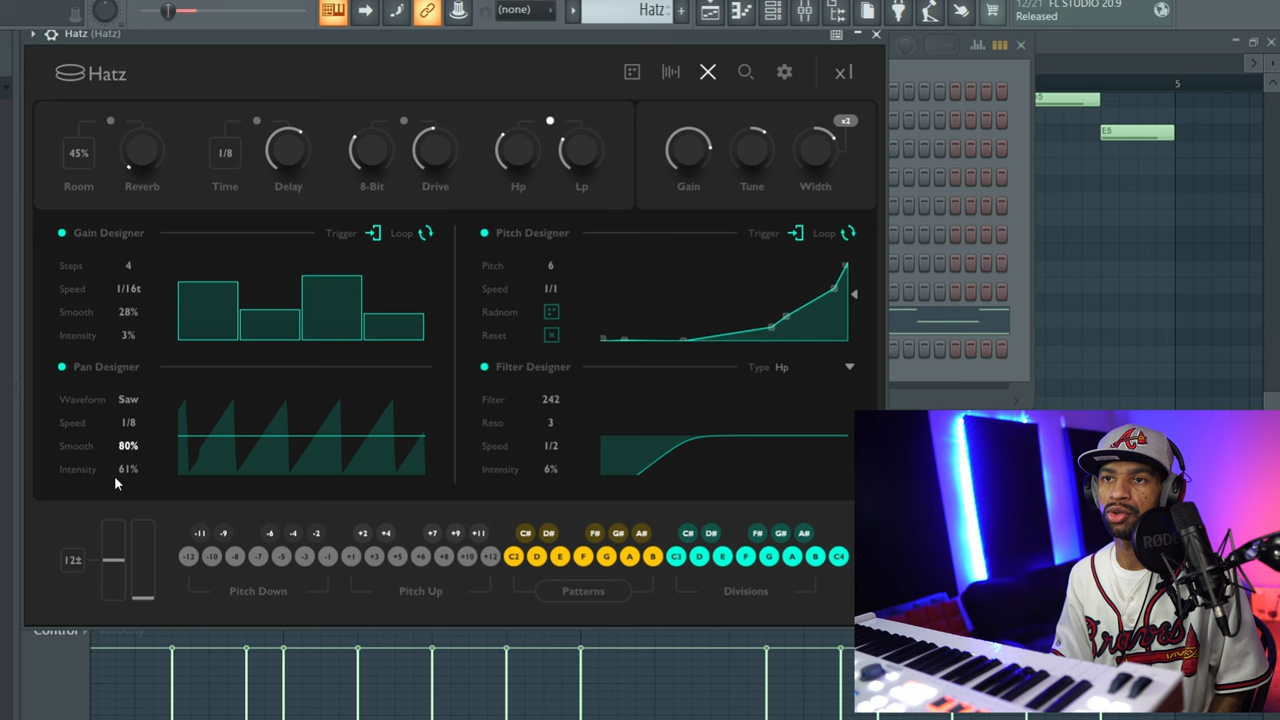 (none)
Hatz
12/21 FL STUDIO 20.9
Released
Hatz (Hatz)
Hatz
x1
5
E5
45%
Room
Reverb
1/8
Time
Delay
8-Bit
Drive
Hp
Lp
Gain
Tune
Width
x2
Gain Designer
Trigger
Loop
Steps 4
Speed 1/16t
Smooth 28%
Intensity 3%
Pitch Designer
Trigger
Loop
Pitch 6
Speed 1/1
Radnom
Reset
Pan Designer
Waveform Saw
Speed 1/8
Smooth 80%
Intensity 61%
Filter Designer
Type Hp
Filter 242
Reso 3
Speed 1/2
Intensity 6%
12±
-11 -9 -6 -4 -2 +2 +4 +7 +9 +11 C# D# F# G# A# C# D# F# G# A#
-12 -10 -8 -7 -5 -3 -1 +1 +3 +5 +6 +8 +10 +12 C2 D E F G A B C3 D E F G A B C4
Pitch Down
Pitch Up
Patterns
Divisions
Control
Velocity
A
RØDE
Braves